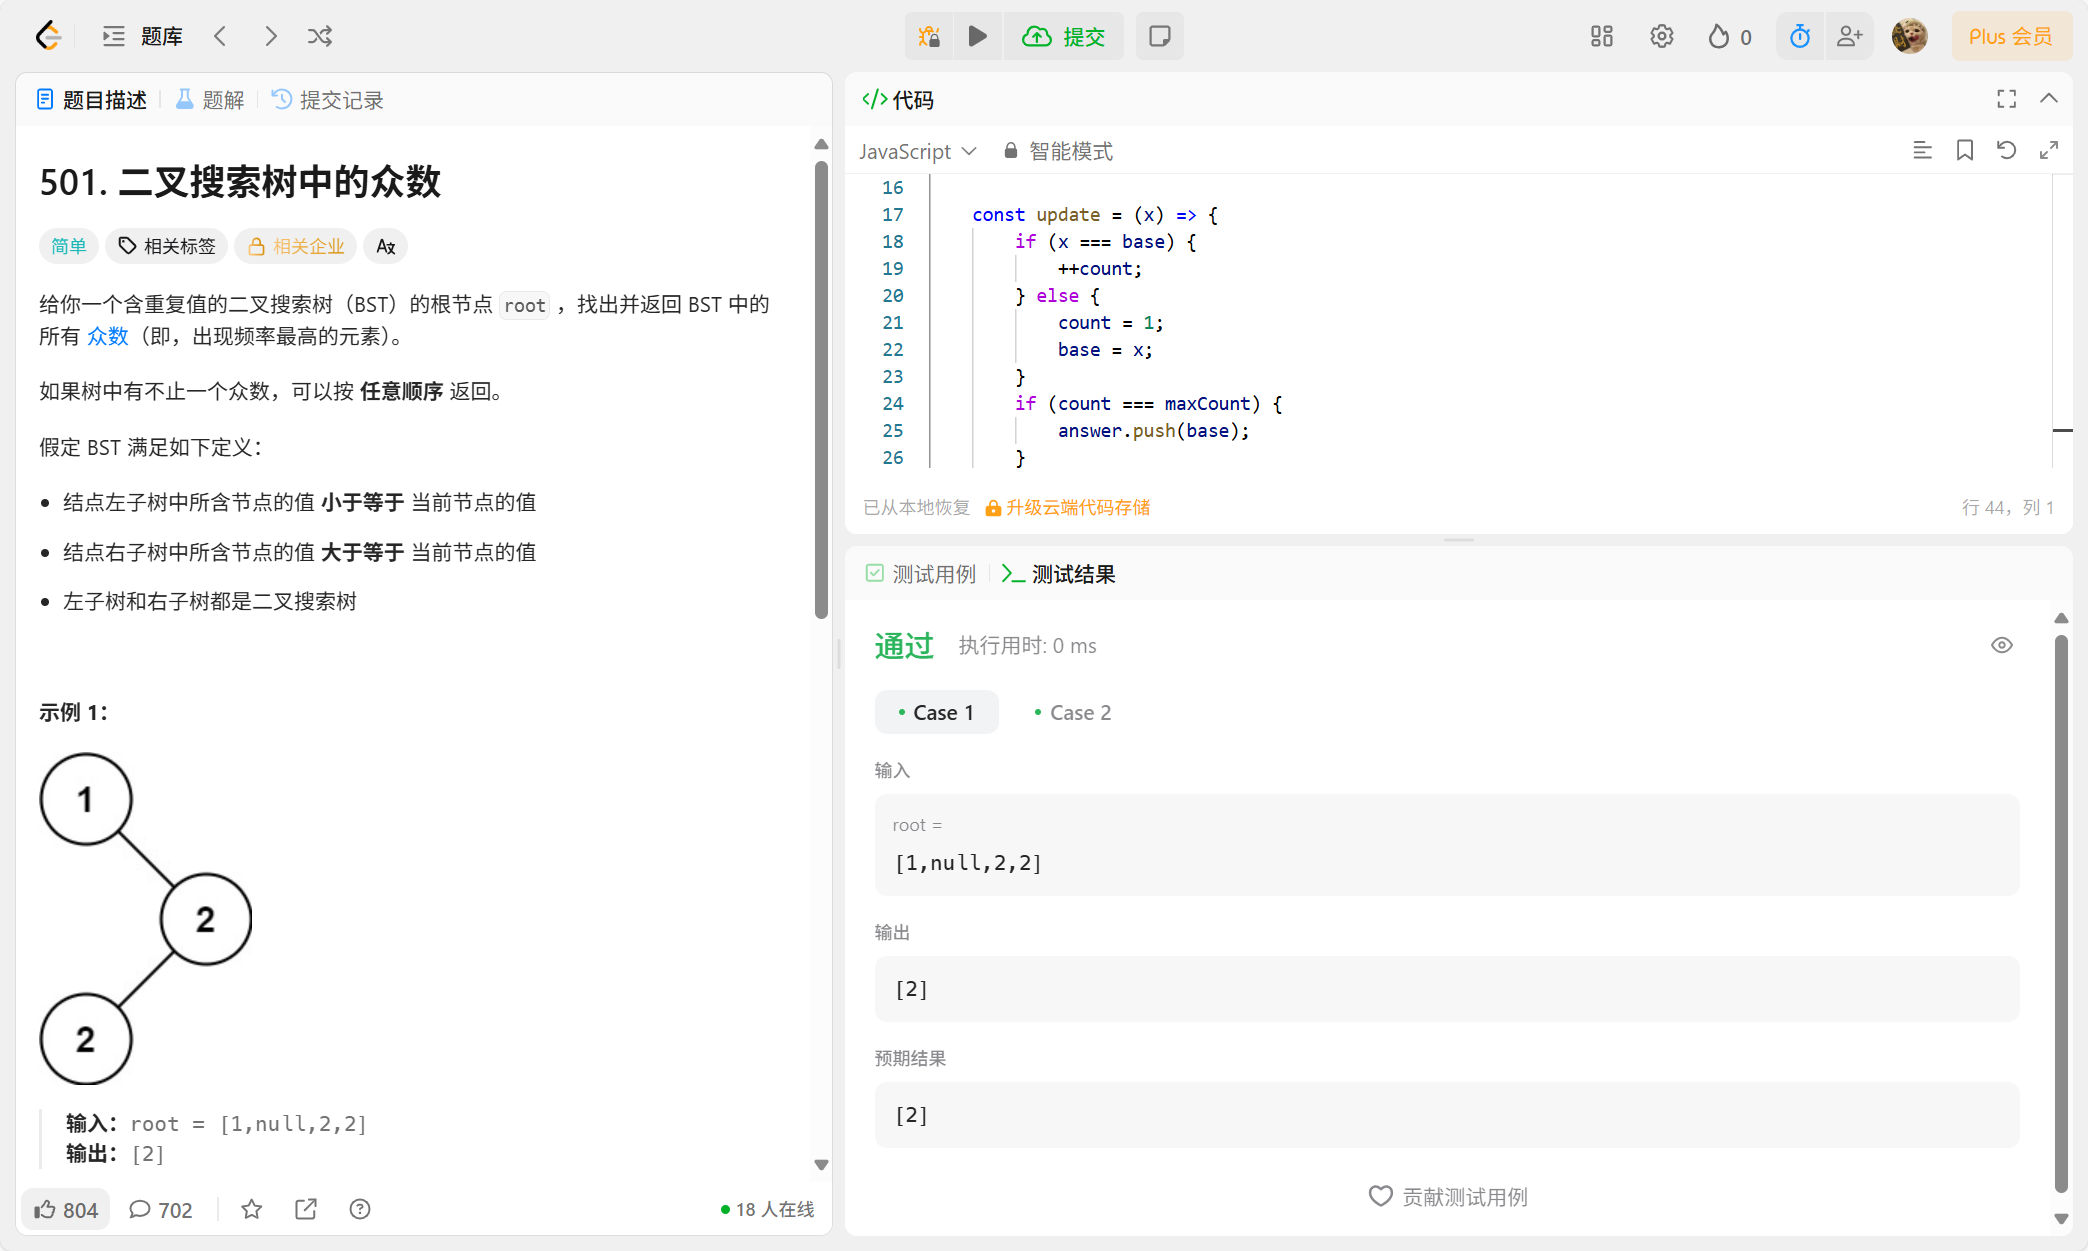 题库
提交
0
Plus 会员
题目描述
题解
提交记录
501. 二叉搜索树中的众数
简单
相关标签
相关企业
给你一个含重复值的二叉搜索树（BST）的根节点 root ，找出并返回 BST 中的
所有 众数（即，出现频率最高的元素）。
如果树中有不止一个众数，可以按 任意顺序 返回。
假定 BST 满足如下定义：
• 结点左子树中所含节点的值 小于等于 当前节点的值
• 结点右子树中所含节点的值 大于等于 当前节点的值
• 左子树和右子树都是二叉搜索树
示例 1：
1
2
2
输入：root = [1,null,2,2]
输出：[2]
804
702
18 人在线
</> 代码
JavaScript
智能模式
16
17 const update = (x) => {
18 if (x === base) {
19 ++count;
20 } else {
21 count = 1;
22 base = x;
23 }
24 if (count === maxCount) {
25 answer.push(base);
26 }
已从本地恢复
升级云端代码存储
行 44，列 1
测试用例
测试结果
通过
执行用时: 0 ms
• Case 1
• Case 2
输入
root =
[1,null,2,2]
输出
[2]
预期结果
[2]
贡献测试用例